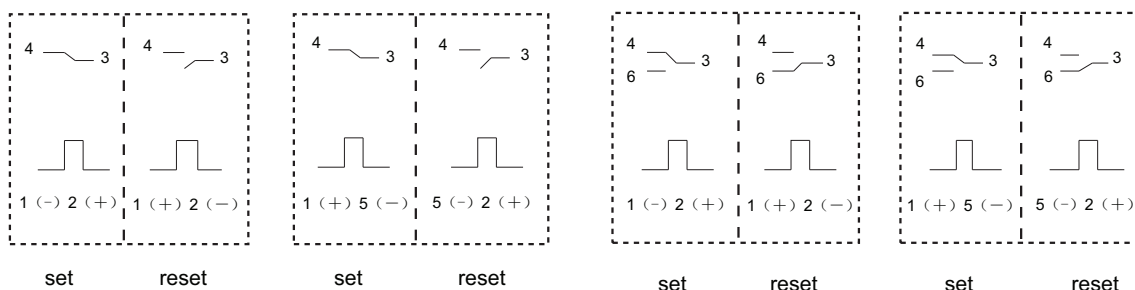 4 3 4 3
1（-）2（+） 1（+）2（—）
set reset
4 3 4 3
1（+）5（—） 5（-）2（+）
set reset
4 6 3 4 6 3
1（-）2（+） 1（+）2（—）
set reset
4 6 3 4 6 3
1（+）5（—） 5（-）2（+）
set reset